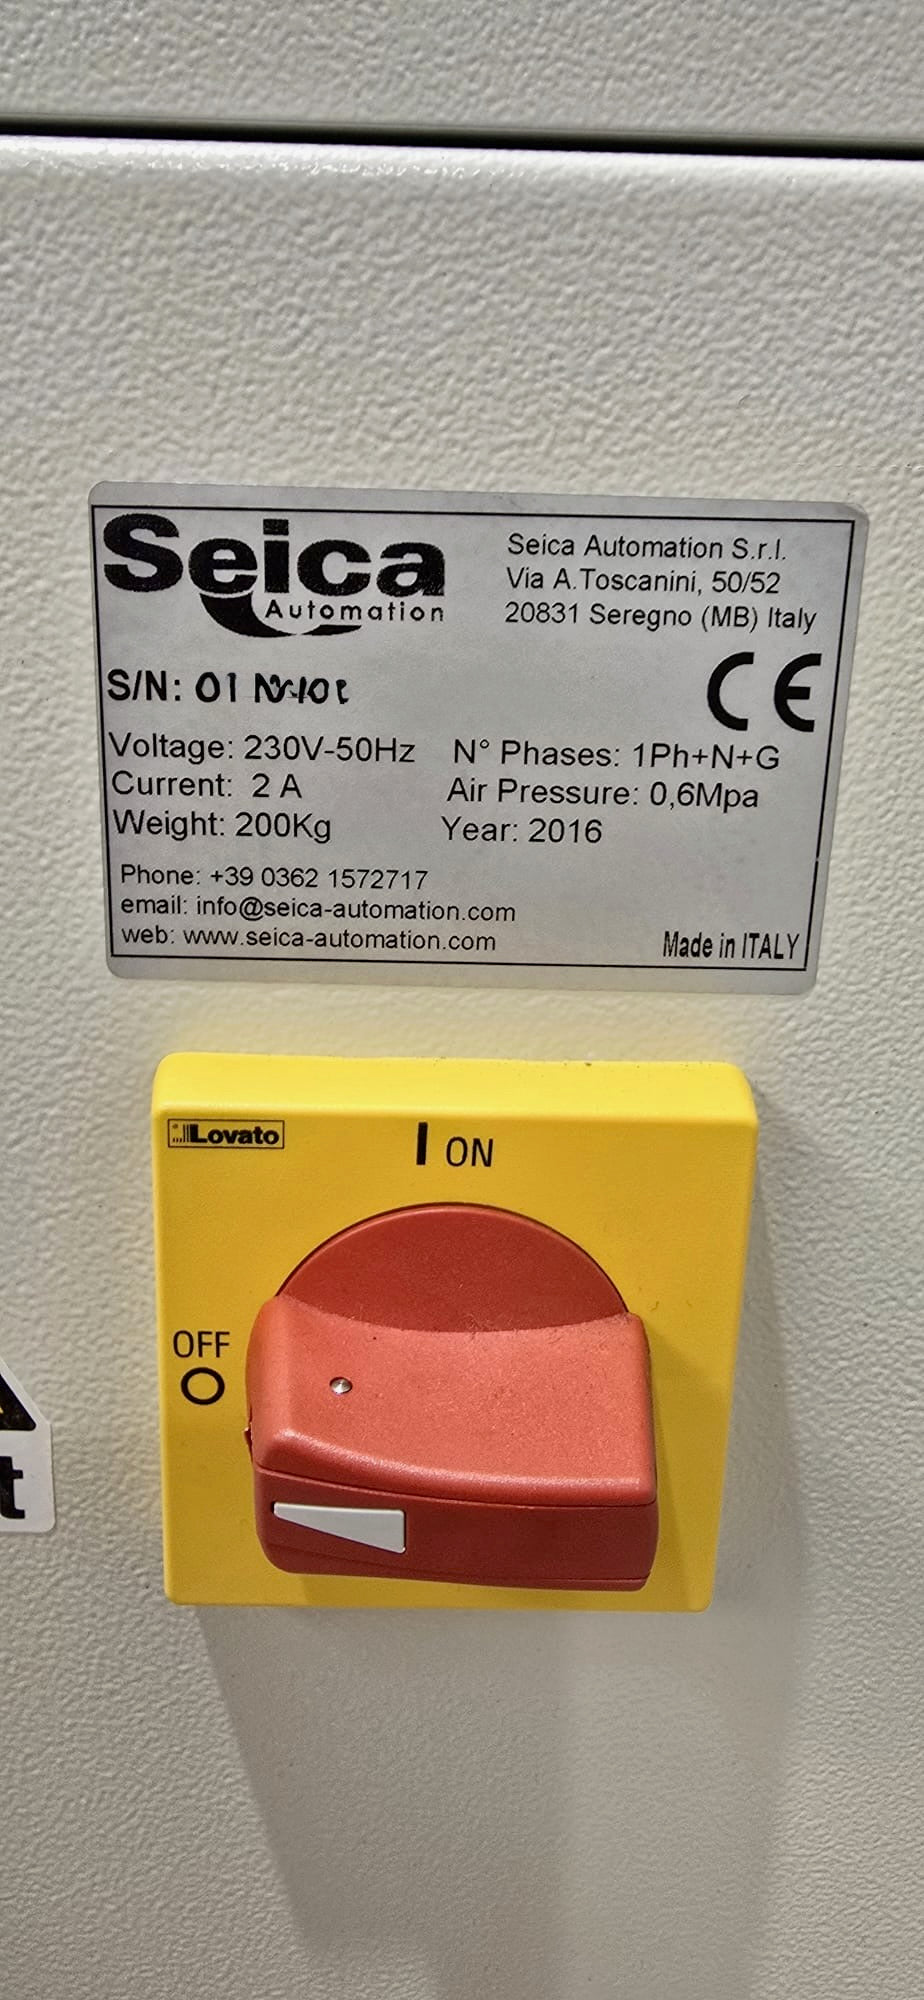 Seica
Automation
Seica Automation S.r.l.
Via A.Toscanini, 50/52
20831 Seregno (MB) Italy
S/N: 01
CE
Voltage: 230V-50Hz N° Phases: 1Ph+N+G
Current: 2 A Air Pressure: 0,6Mpa
Weight: 200Kg Year: 2016
Phone: +39 0362 1572717
email: info@seica-automation.com
web: www.seica-automation.com
Made in ITALY
Lovato
I ON
OFF
O
t